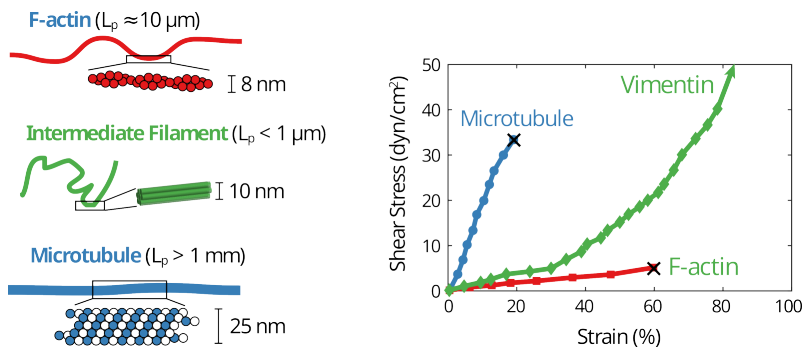 F-actin (Lp ≈10 µm)
8 nm
Intermediate Filament (Lp < 1 µm)
10 nm
Microtubule (Lp > 1 mm)
25 nm
Shear Stress (dyn/cm²)
50
40
30
20
10
0
Vimentin
Microtubule
F-actin
0 20 40 60 80 100
Strain (%)